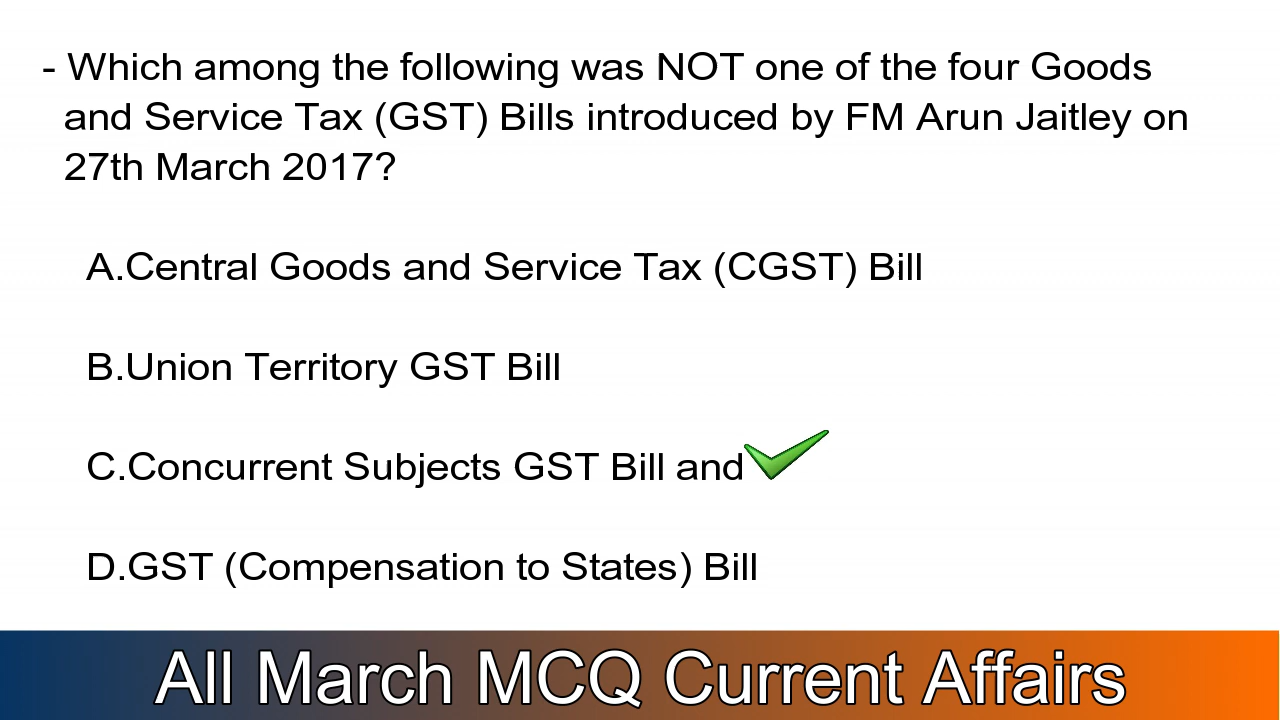 - Which among the following was NOT one of the four Goods
and Service Tax (GST) Bills introduced by FM Arun Jaitley on
27th March 2017?
A.Central Goods and Service Tax (CGST) Bill
B.Union Territory GST Bill
C.Concurrent Subjects GST Bill and
D.GST (Compensation to States) Bill
All March MCQ Current Affairs